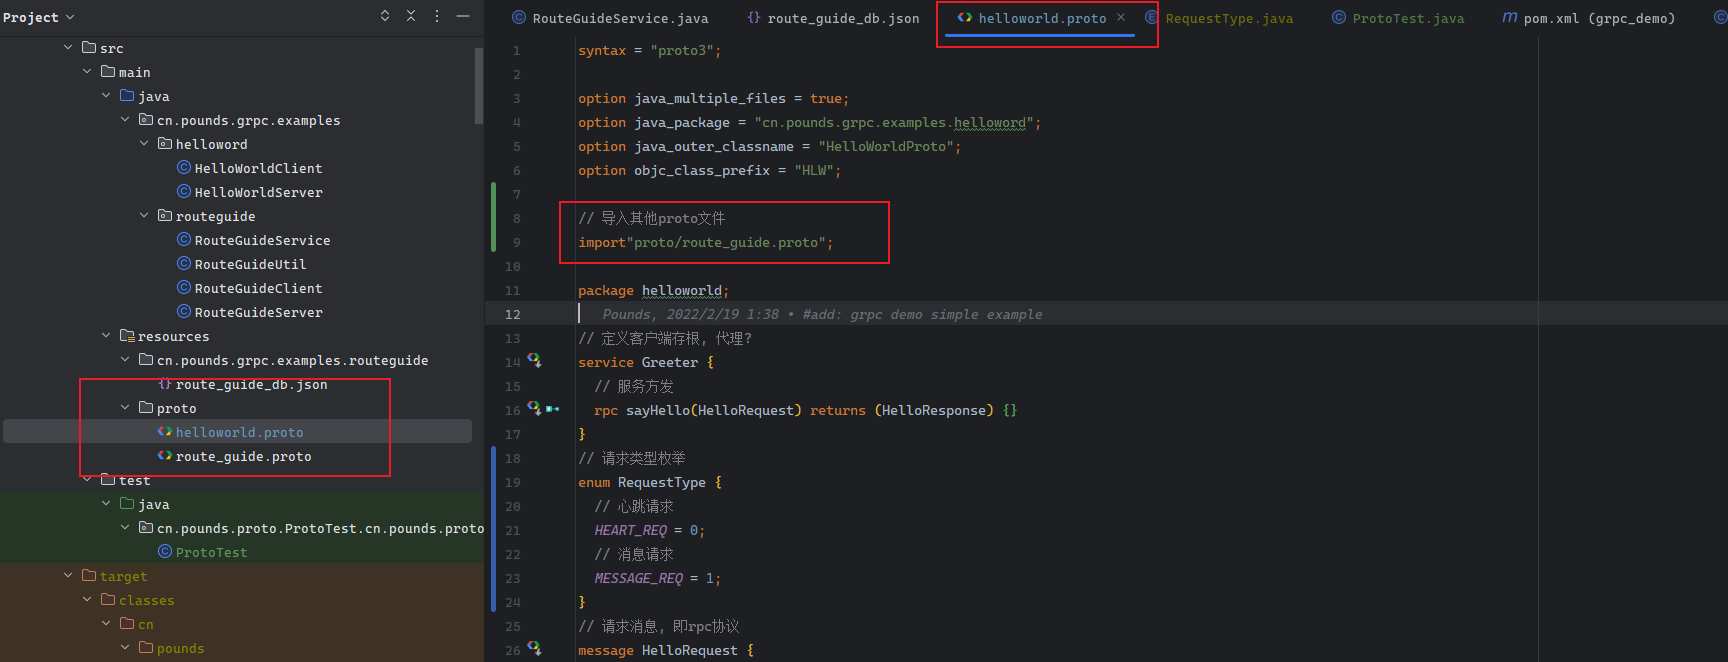 Project
src
main
java
cn.pounds.grpc.examples
helloword
HelloWorldClient
HelloWorldServer
routeguide
RouteGuideService
RouteGuideUtil
RouteGuideClient
RouteGuideServer
resources
cn.pounds.grpc.examples.routeguide
{} route_guide_db.json
proto
helloworld.proto
route_guide.proto
test
java
cn.pounds.proto.ProtoTest.cn.pounds.proto
ProtoTest
target
classes
cn
pounds
RouteGuideService.java
{} route_guide_db.json
helloworld.proto ×
RequestType.java
ProtoTest.java
m pom.xml (grpc_demo)
1 syntax = "proto3";
2
3 option java_multiple_files = true;
4 option java_package = "cn.pounds.grpc.examples.helloword";
5 option java_outer_classname = "HelloWorldProto";
6 option objc_class_prefix = "HLW";
7
8 // 导入其他proto文件
9 import"proto/route_guide.proto";
10
11 package helloworld;
12 Pounds, 2022/2/19 1:38 • #add: grpc demo simple example
13 // 定义客户端存根, 代理?
14 service Greeter {
15 // 服务方发
16 rpc sayHello(HelloRequest) returns (HelloResponse) {}
17 }
18 // 请求类型枚举
19 enum RequestType {
20 // 心跳请求
21 HEART_REQ = 0;
22 // 消息请求
23 MESSAGE_REQ = 1;
24 }
25 // 请求消息, 即rpc协议
26 message HelloRequest {